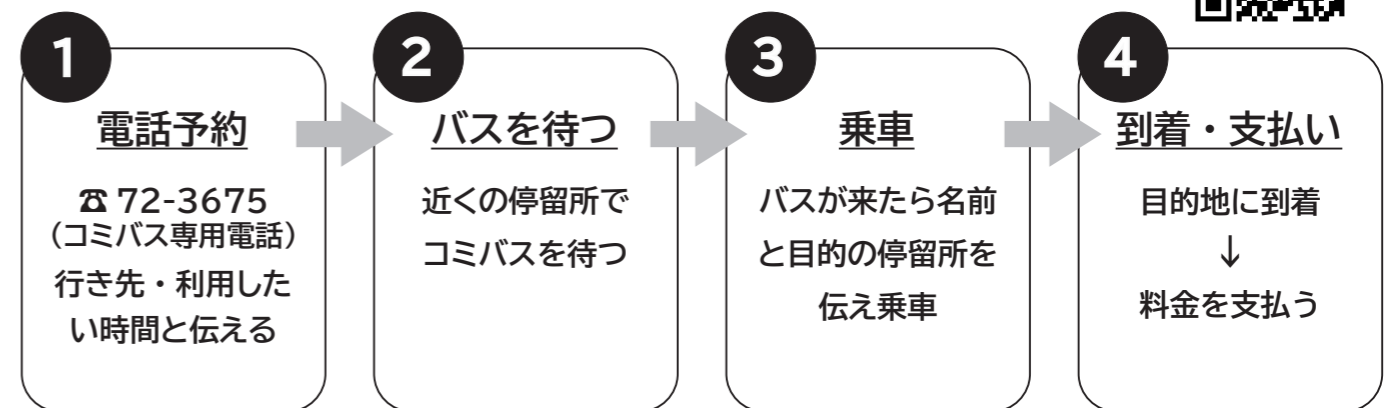 1
電話予約
☎ 72-3675
（コミバス専用電話）
行き先・利用した
い時間と伝える
2
バスを待つ
近くの停留所で
コミバスを待つ
3
乗車
バスが来たら名前
と目的の停留所を
伝え乗車
4
到着・支払い
目的地に到着
↓
料金を支払う